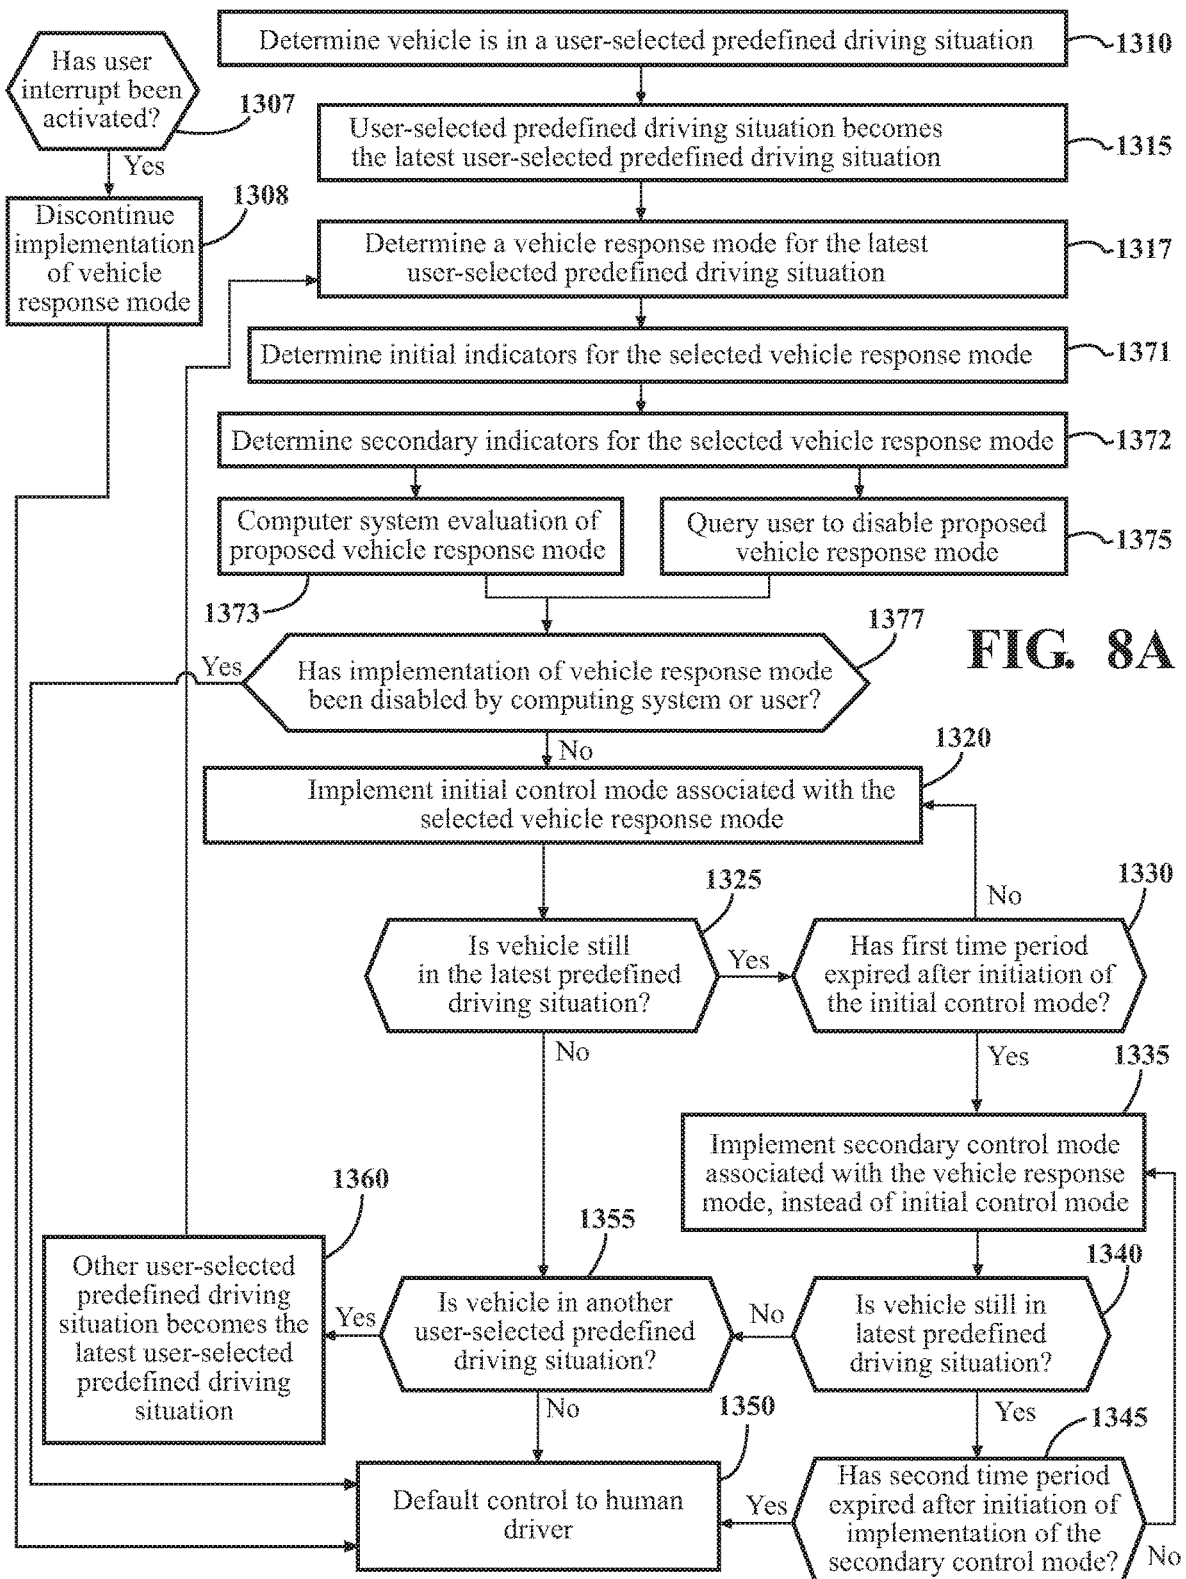 Determine vehicle is in a user-selected predefined driving situation
1310
Has user
interrupt been
activated?
1307
Yes
User-selected predefined driving situation becomes
the latest user-selected predefined driving situation
1315
Discontinue
implementation
of vehicle
response mode
1308
Determine a vehicle response mode for the latest
user-selected predefined driving situation
1317
Determine initial indicators for the selected vehicle response mode
1371
Determine secondary indicators for the selected vehicle response mode
1372
Computer system evaluation of
proposed vehicle response mode
1373
Query user to disable proposed
vehicle response mode
1375
FIG. 8A
1377
Yes
Has implementation of vehicle response mode
been disabled by computing system or user?
No
1320
Implement initial control mode associated with the
selected vehicle response mode
1325
Is vehicle still
in the latest predefined
driving situation?
Yes
No
1330
No
Has first time period
expired after initiation of
the initial control mode?
Yes
1335
Implement secondary control mode
associated with the vehicle response
mode, instead of initial control mode
1360
Other user-selected
predefined driving
situation becomes the
latest user-selected
predefined driving
situation
Yes
1355
Is vehicle in another
user-selected predefined
driving situation?
No
No
1340
Is vehicle still in
latest predefined
driving situation?
Yes
1350
Default control to human
driver
Yes
1345
Has second time period
expired after initiation of
implementation of the
secondary control mode?
No